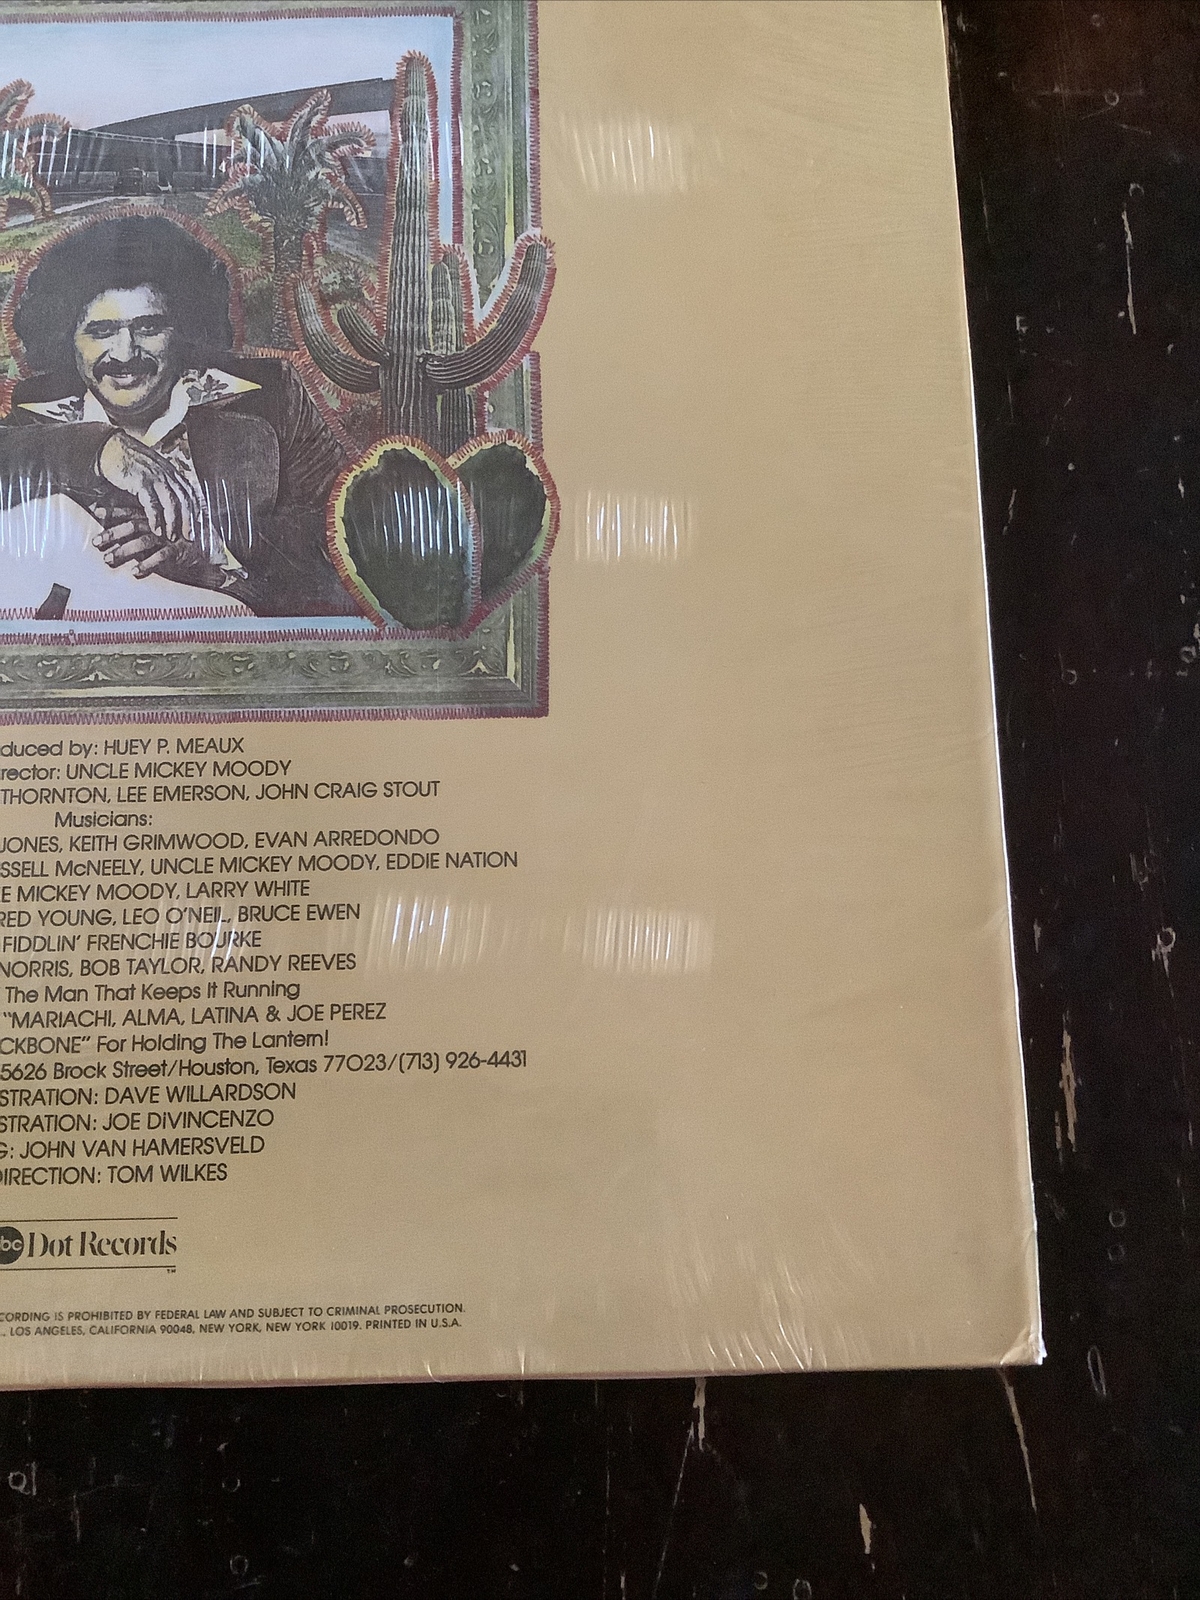 duced by: HUEY P. MEAUX
rector: UNCLE MICKEY MOODY
THORNTON, LEE EMERSON, JOHN CRAIG STOUT
Musicians:
JONES, KEITH GRIMWOOD, EVAN ARREDONDO
SSELL McNEELY, UNCLE MICKEY MOODY, EDDIE NATION
E MICKEY MOODY, LARRY WHITE
RED YOUNG, LEO O'NEIL, BRUCE EWEN
FIDDLIN' FRENCHIE BOURKE
NORRIS, BOB TAYLOR, RANDY REEVES
The Man That Keeps It Running
"MARIACHI, ALMA, LATINA & JOE PEREZ
CKBONE" For Holding The Lantern!
5626 Brock Street/Houston, Texas 77023/(713) 926-4431
STRATION: DAVE WILLARDSON
STRATION: JOE DiVINCENZO
G: JOHN VAN HAMERSVELD
DIRECTION: TOM WILKES
bc Dot Records
TM
CORDING IS PROHIBITED BY FEDERAL LAW AND SUBJECT TO CRIMINAL PROSECUTION.
., LOS ANGELES, CALIFORNIA 90048, NEW YORK, NEW YORK 10019. PRINTED IN U.S.A.